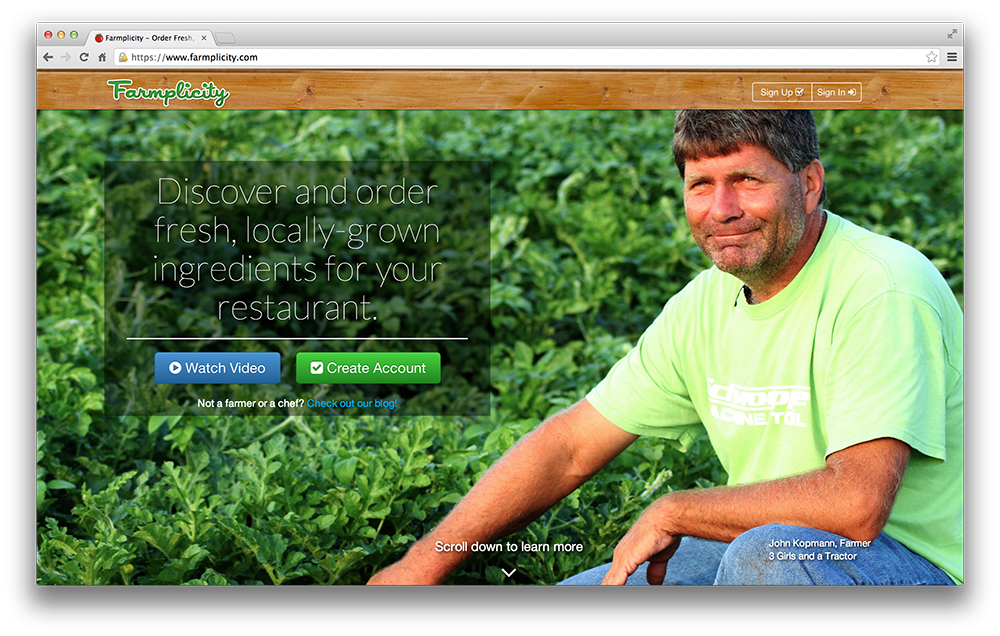 Farmplicity - Order Fresh,
https://www.farmplicity.com
Farmplicity
Sign Up
Sign In
Discover and order
fresh, locally-grown
ingredients for your
restaurant.
Watch Video
Create Account
Not a farmer or a chef? Check out our blog!
Scroll down to learn more
John Kopmann, Farmer
3 Girls and a Tractor